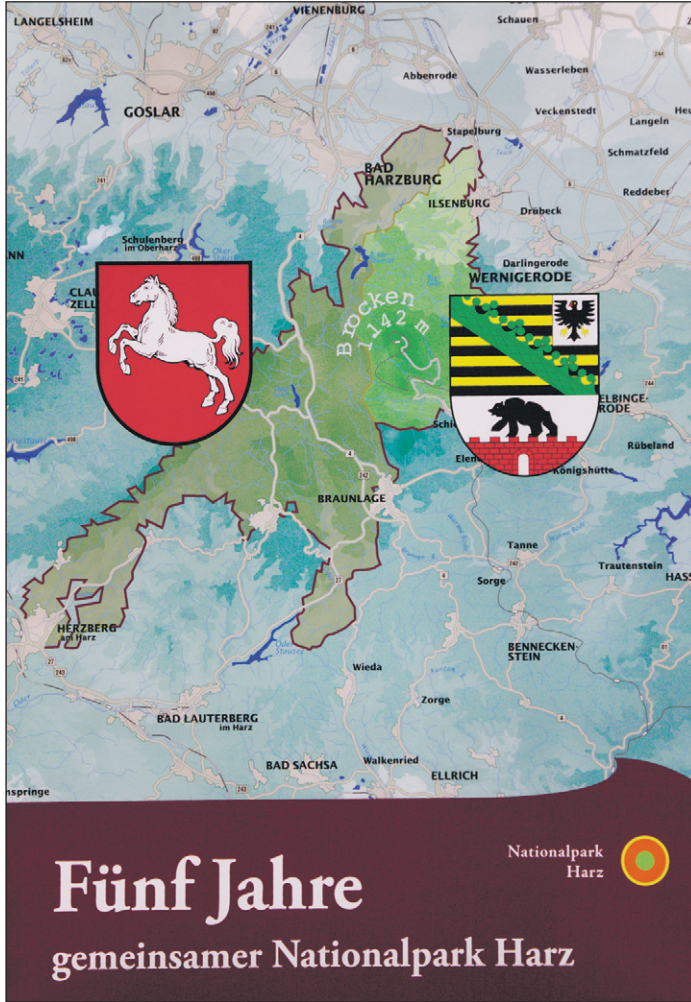 LANGELSHEIM
VIENENBURG
Schauen
Abbenrode
Wasserleben
GOSLAR
Veckenstedt
Langeln
Stapelburg
Schmatzfeld
BAD
HARZBURG
Reddeber
ILSENBURG
Drübeck
Schulenberg
im Oberharz
Darlingerode
WERNIGERODE
Brocken
1142 m
ELBINGE-
RODE
Rübeland
Königshütte
BRAUNLAGE
Tanne
Trautenstein
Sorge
HERZBERG
am Harz
BENNECKEN-
STEIN
Wieda
Zorge
BAD LAUTERBERG
im Harz
BAD SACHSA
Walkenried
ELLRICH
Nationalpark
Harz
Fünf Jahre
gemeinsamer Nationalpark Harz